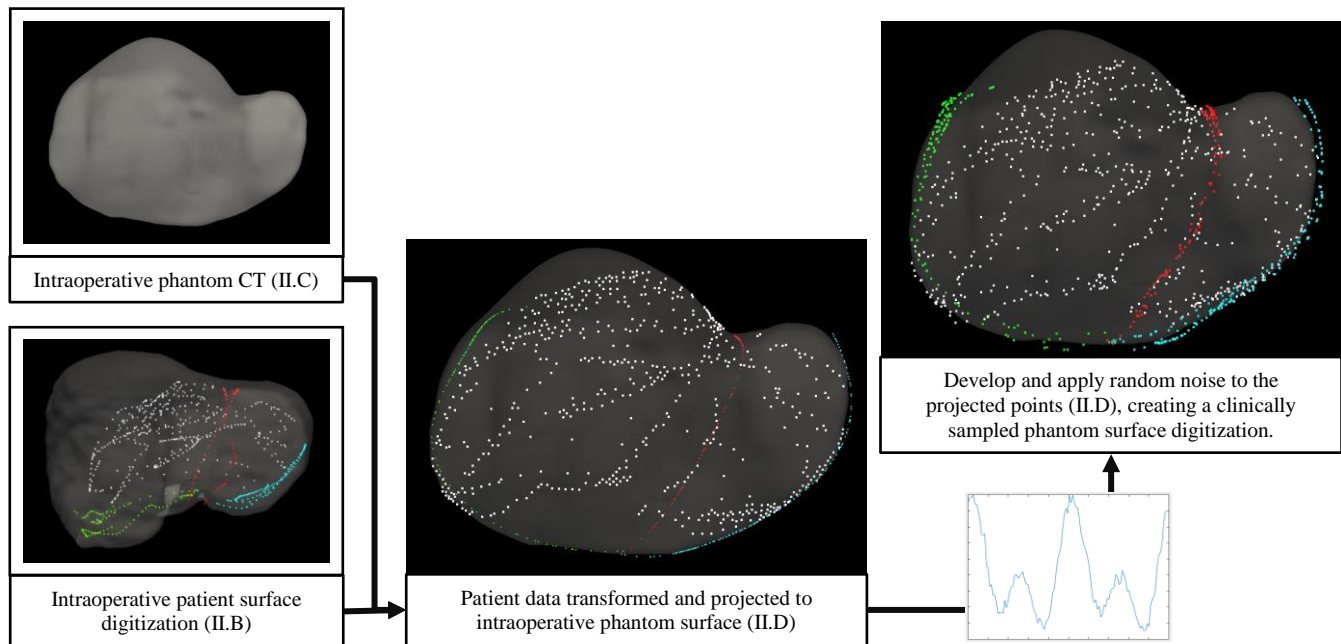 Intraoperative phantom CT (II.C)
Intraoperative patient surface
digitization (II.B)
Patient data transformed and projected to
intraoperative phantom surface (II.D)
Develop and apply random noise to the
projected points (II.D), creating a clinically
sampled phantom surface digitization.